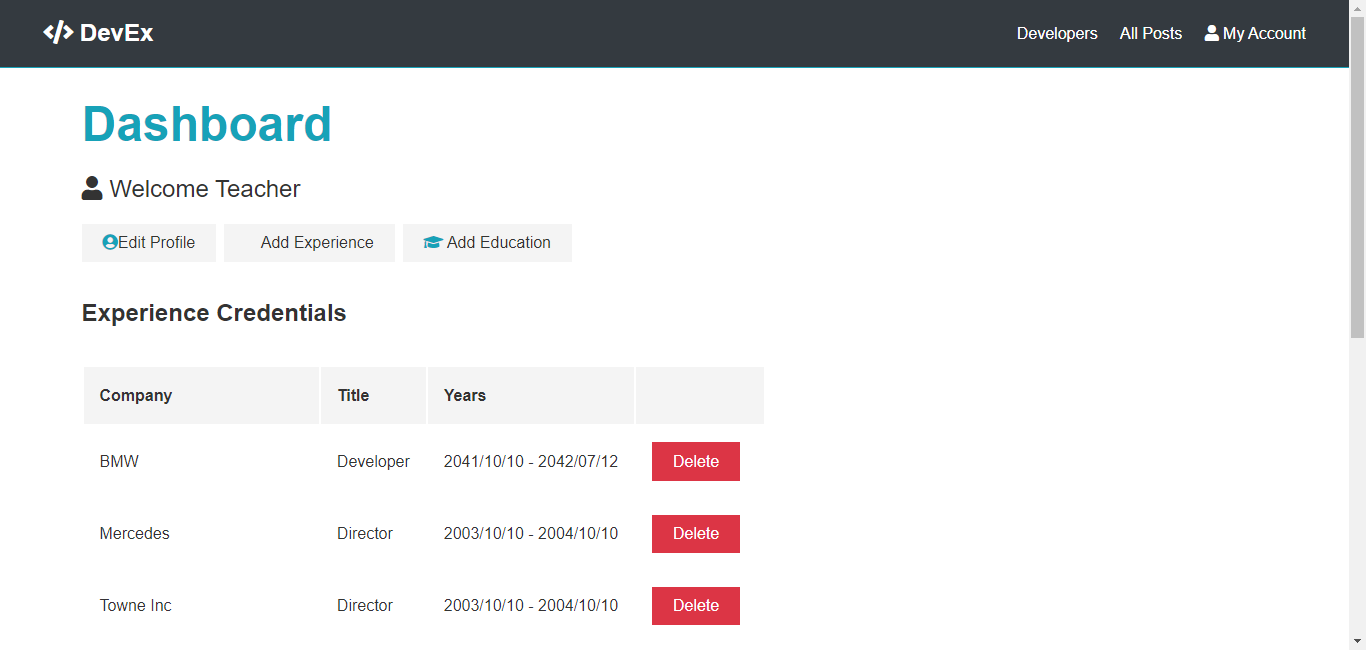 </> DevEx
Developers All Posts My Account
Dashboard
Welcome Teacher
Edit Profile Add Experience Add Education
Experience Credentials
Company Title Years
BMW Developer 2041/10/10 - 2042/07/12 Delete
Mercedes Director 2003/10/10 - 2004/10/10 Delete
Towne Inc Director 2003/10/10 - 2004/10/10 Delete